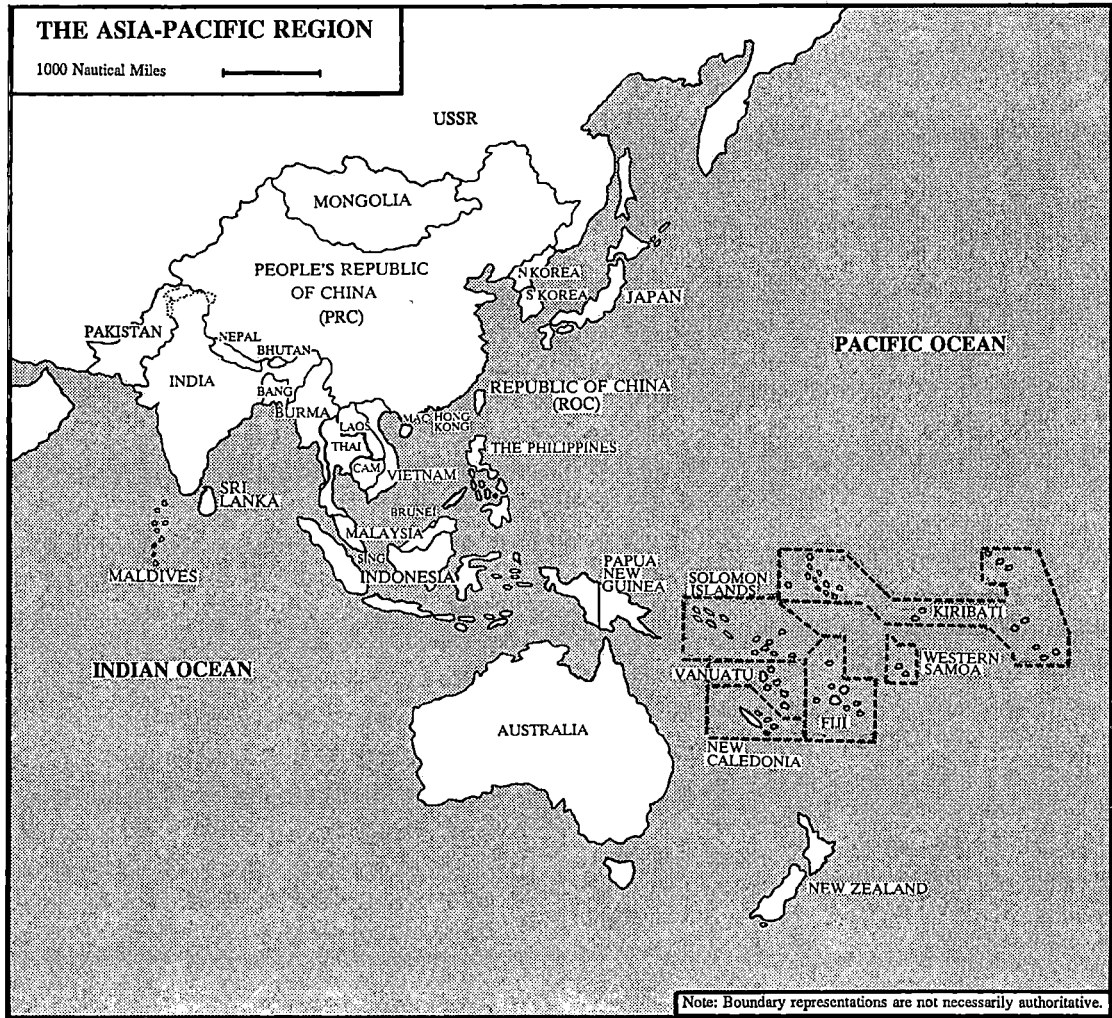 THE ASIA-PACIFIC REGION
1000 Nautical Miles
USSR
MONGOLIA
PEOPLE'S REPUBLIC
OF CHINA
(PRC)
N KOREA
S KOREA
JAPAN
PAKISTAN
NEPAL
BHUTAN
PACIFIC OCEAN
INDIA
BANG
BURMA
REPUBLIC OF CHINA
(ROC)
LAOS
MAC
HONG
KONG
THAI
THE PHILIPPINES
CAM
VIETNAM
SRI
LANKA
BRUNEI
MALAYSIA
SING
INDONESIA
MALDIVES
PAPUA
NEW
GUINEA
SOLOMON
ISLANDS
KIRIBATI
INDIAN OCEAN
VANUATU
WESTERN
SAMOA
AUSTRALIA
FIJI
NEW
CALEDONIA
NEW ZEALAND
Note: Boundary representations are not necessarily authoritative.